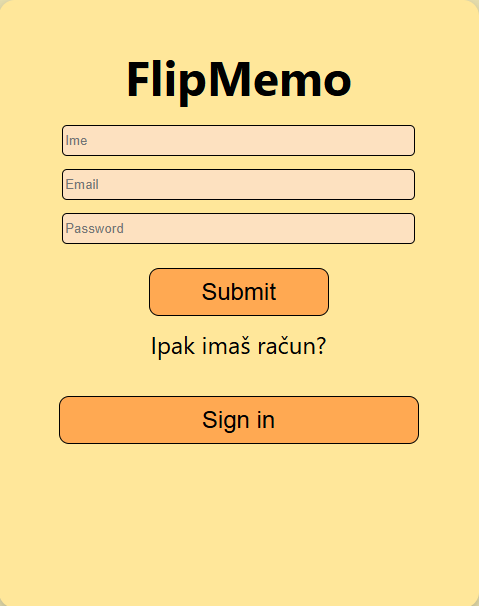 FlipMemo
Ime
Email
Password
Submit
Ipak imaš račun?
Sign in